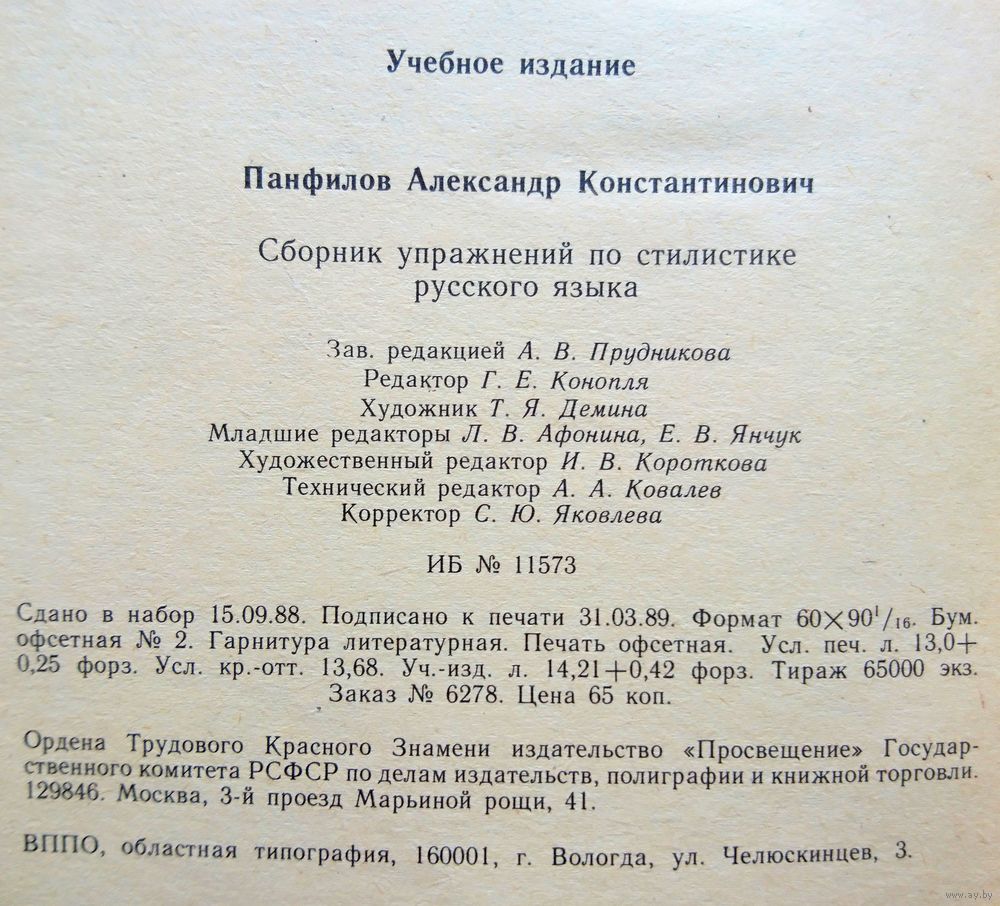 Учебное издание
Панфилов Александр Константинович
Сборник упражнений по стилистике
русского языка
Зав. редакцией А. В. Прудникова
Редактор Г. Е. Конопля
Художник Т. Я. Демина
Младшие редакторы Л. В. Афонина, Е. В. Янчук
Художественный редактор И. В. Короткова
Технический редактор А. А. Ковалев
Корректор С. Ю. Яковлева
ИБ № 11573
Сдано в набор 15.09.88. Подписано к печати 31.03.89. Формат 60×90¹/₁₆. Бум.
офсетная № 2. Гарнитура литературная. Печать офсетная. Усл. печ. л. 13,0+
0,25 форз. Усл. кр.-отт. 13,68. Уч.-изд. л. 14,21+0,42 форз. Тираж 65000 экз.
Заказ № 6278. Цена 65 коп.
Ордена Трудового Красного Знамени издательство «Просвещение» Государ-
ственного комитета РСФСР по делам издательств, полиграфии и книжной торговли.
129846. Москва, 3-й проезд Марьиной рощи, 41.
ВППО, областная типография, 160001, г. Вологда, ул. Челюскинцев, 3.
www.ay.by